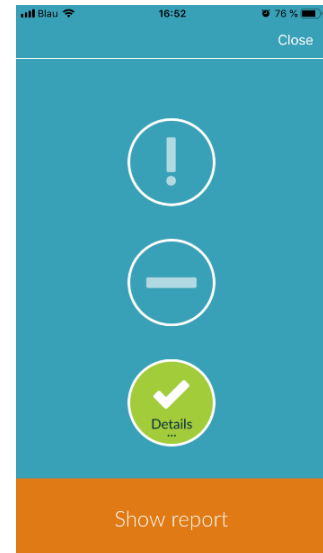 Blau 16:52 76 %
Close
Details
...
Show report